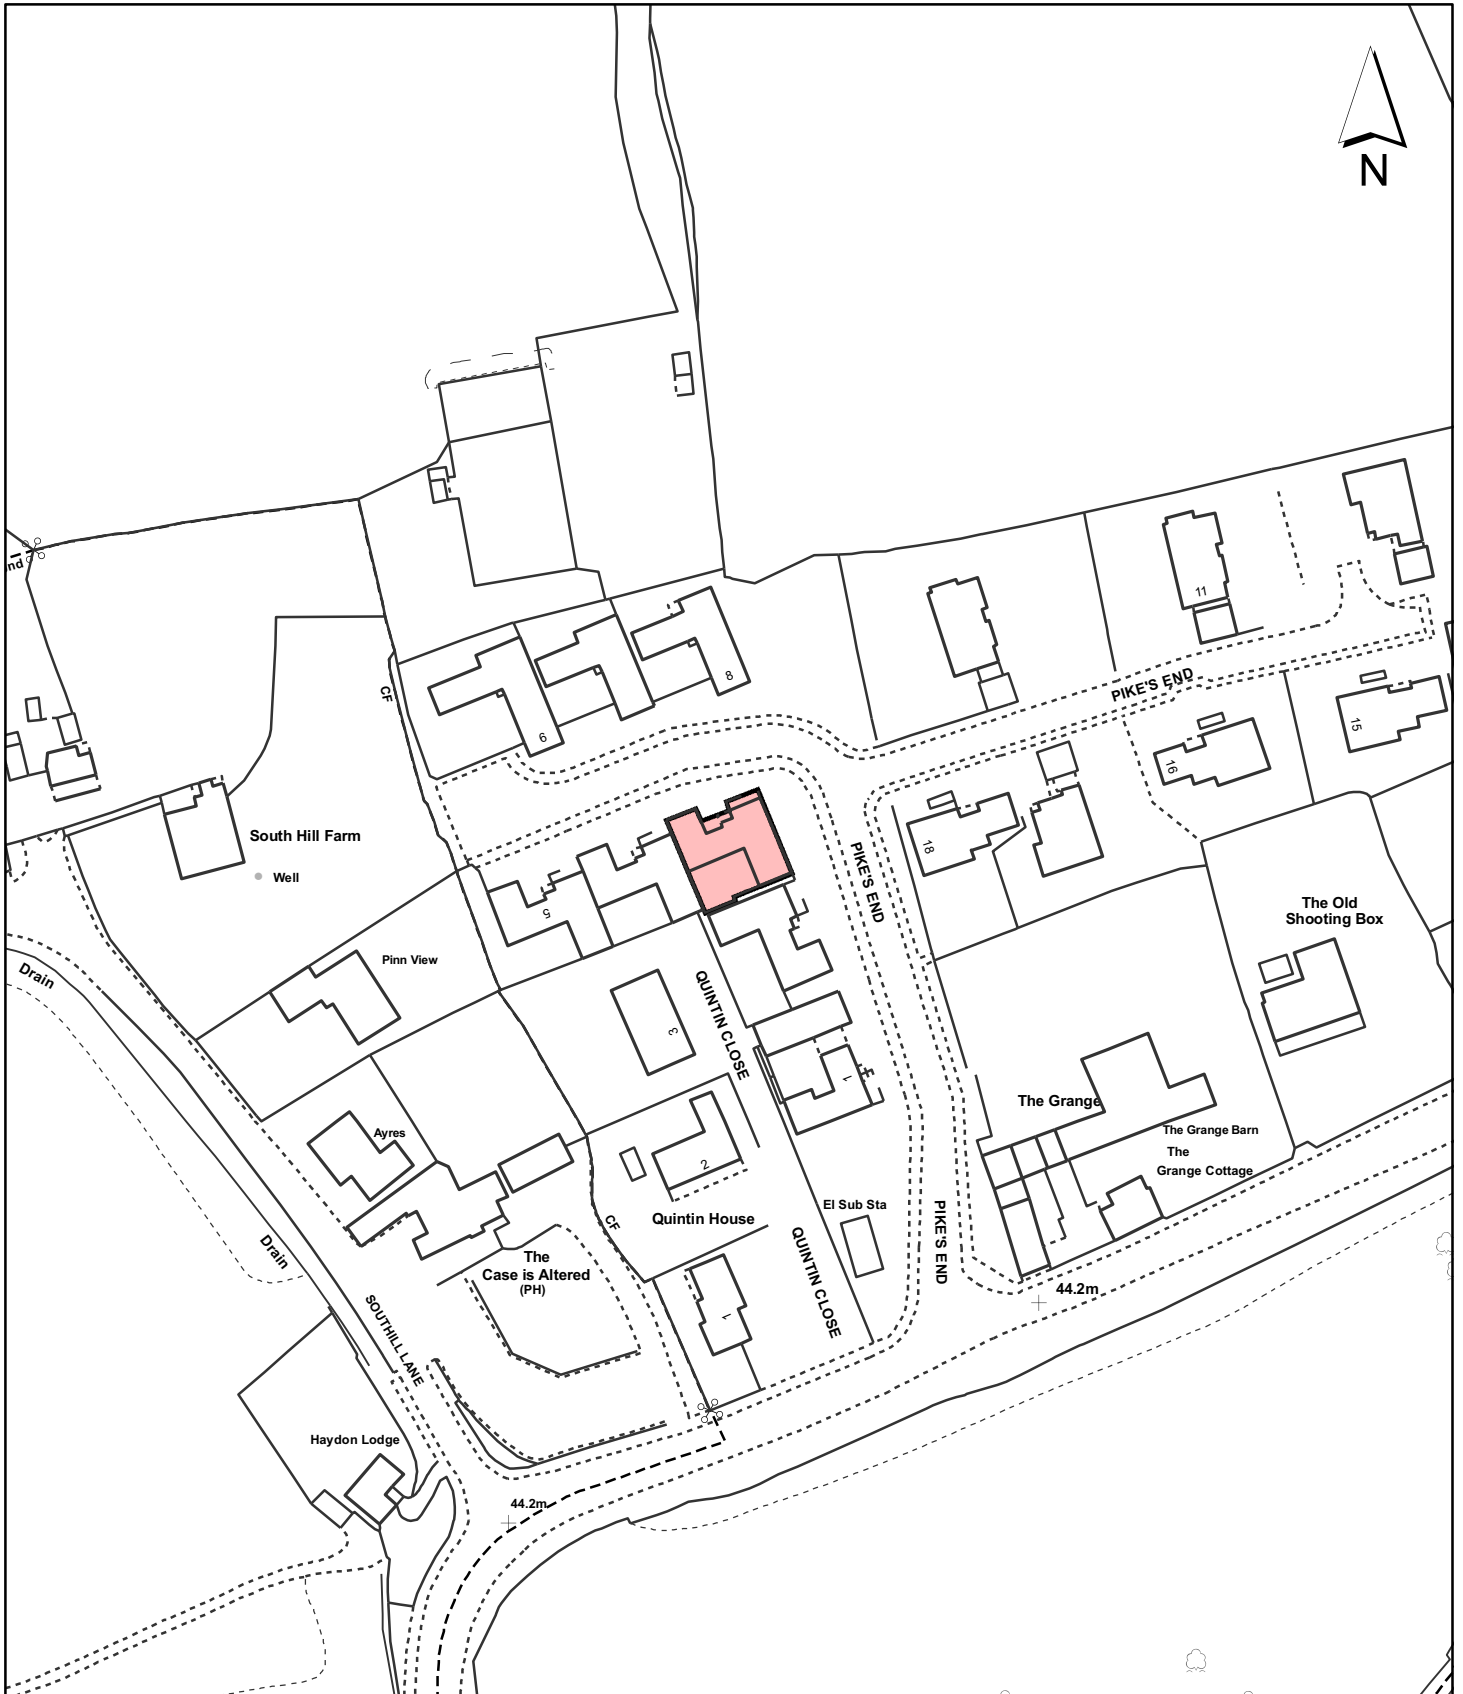 N
nd
11
PIKE'S END
8
6
CF
15
16
18
South Hill Farm
Well
PIKE'S END
5
The Old
Shooting Box
Pinn View
Drain
QUINTIN CLOSE
3
1
The Grange
The Grange Barn
The
Grange Cottage
Ayres
2
El Sub Sta
Quintin House
CF
PIKE'S END
QUINTIN CLOSE
Drain
The
Case is Altered
(PH)
44.2m
1
SOUTHILL LANE
Haydon Lodge
44.2m